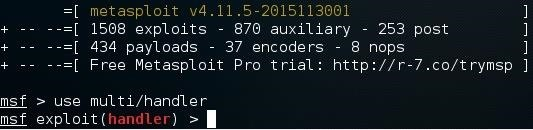 =[ metasploit v4.11.5-2015113001 ]
+ -- --=[ 1508 exploits - 870 auxiliary - 253 post ]
+ -- --=[ 434 payloads - 37 encoders - 8 nops ]
+ -- --=[ Free Metasploit Pro trial: http://r-7.co/trymsp ]
msf > use multi/handler
msf exploit(handler) >